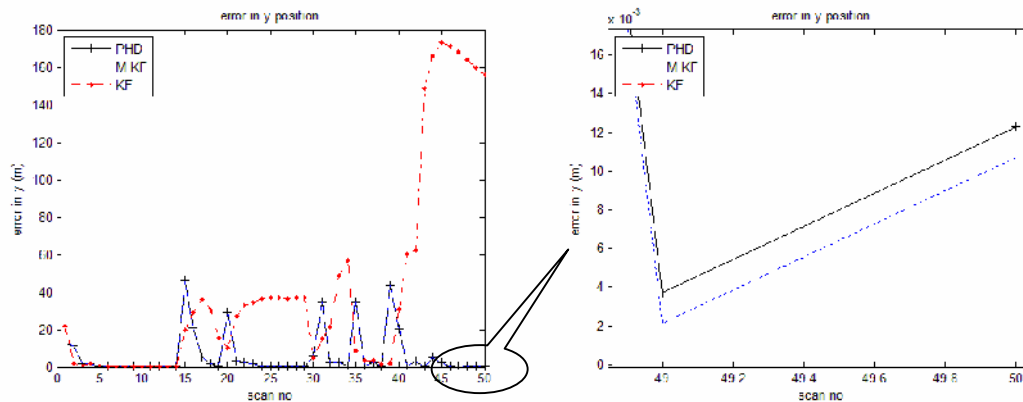 error in y position
180
160
140
120
100
80
60
40
20
0
PHD
M KF
KF
error in y (m)
0 5 10 15 20 25 30 35 40 45 50
scan no
x 10⁻³
error in y position
16
14
12
10
8
6
4
2
0
PHD
M KF
KF
error in y (m)
49 49.2 49.4 49.6 49.8 50
scan no